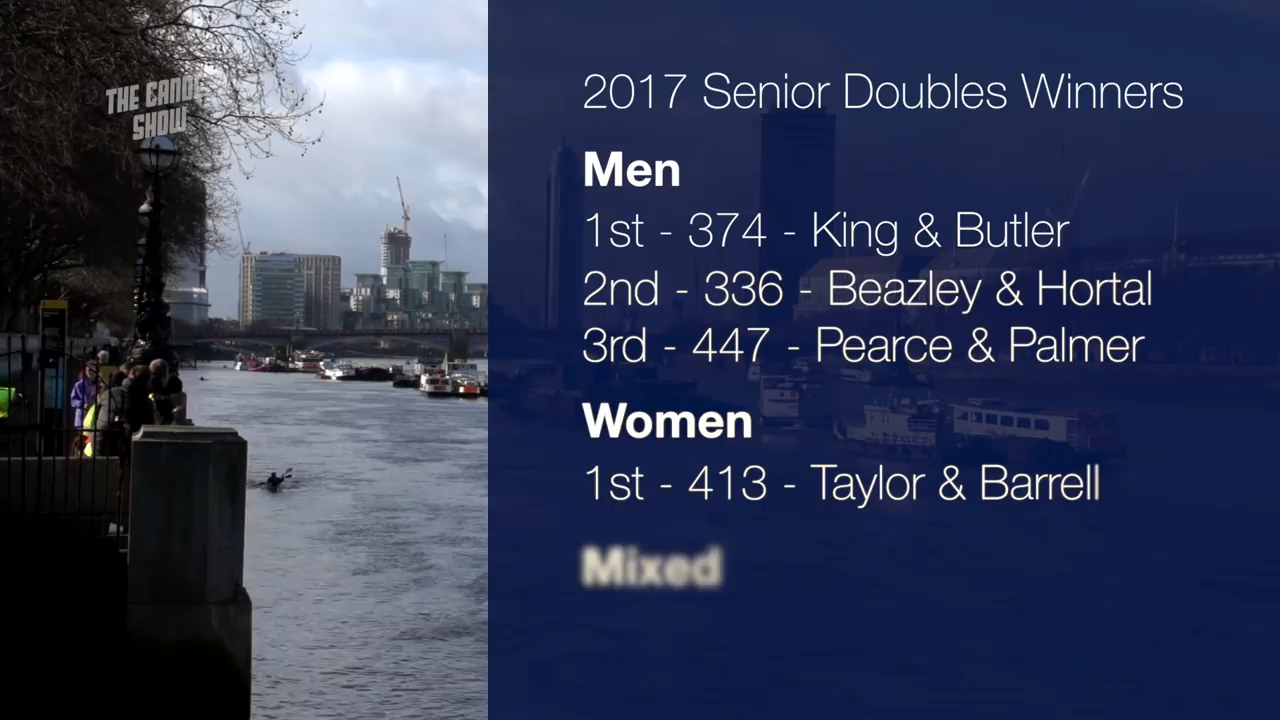 THE CANOE
SHOW
2017 Senior Doubles Winners
Men
1st - 374 - King & Butler
2nd - 336 - Beazley & Hortal
3rd - 447 - Pearce & Palmer
Women
1st - 413 - Taylor & Barrell
Mixed